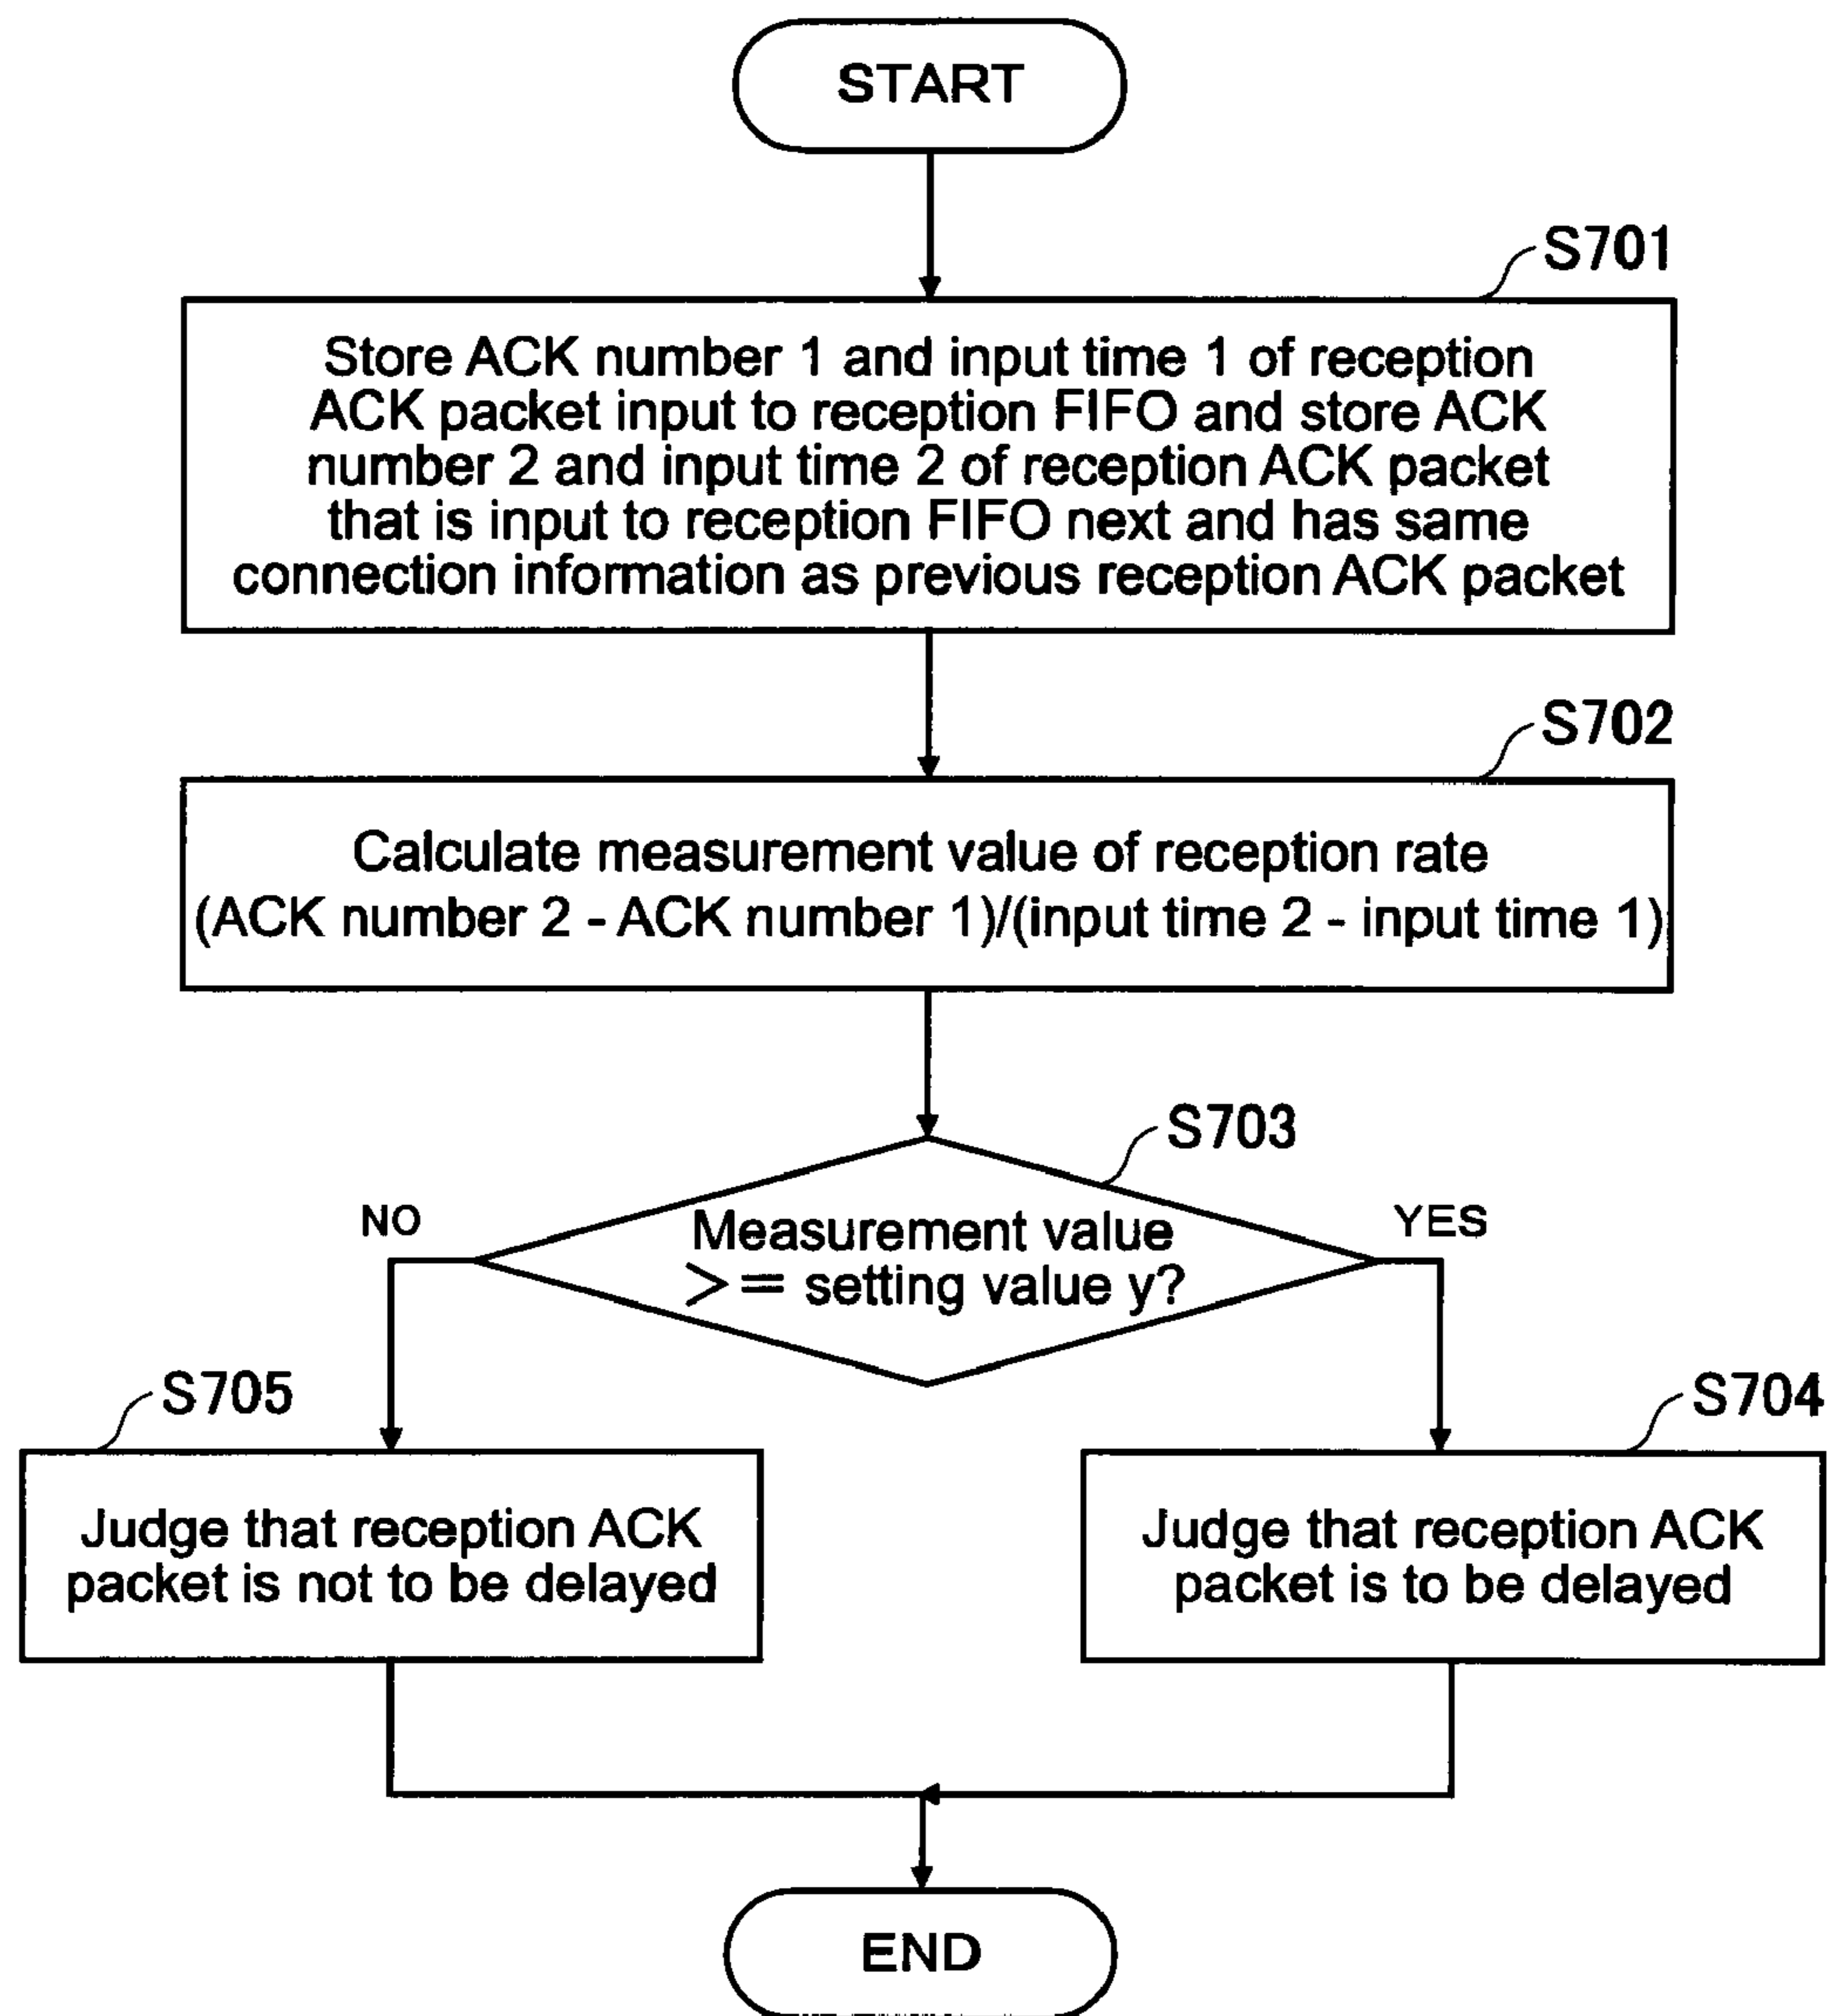 START
S701
Store ACK number 1 and input time 1 of reception
ACK packet input to reception FIFO and store ACK
number 2 and input time 2 of reception ACK packet
that is input to reception FIFO next and has same
connection information as previous reception ACK packet
S702
Calculate measurement value of reception rate
(ACK number 2 - ACK number 1)/(input time 2 - input time 1)
S703
NO
YES
Measurement value
>= setting value y?
S705
S704
Judge that reception ACK
packet is not to be delayed
Judge that reception ACK
packet is to be delayed
END